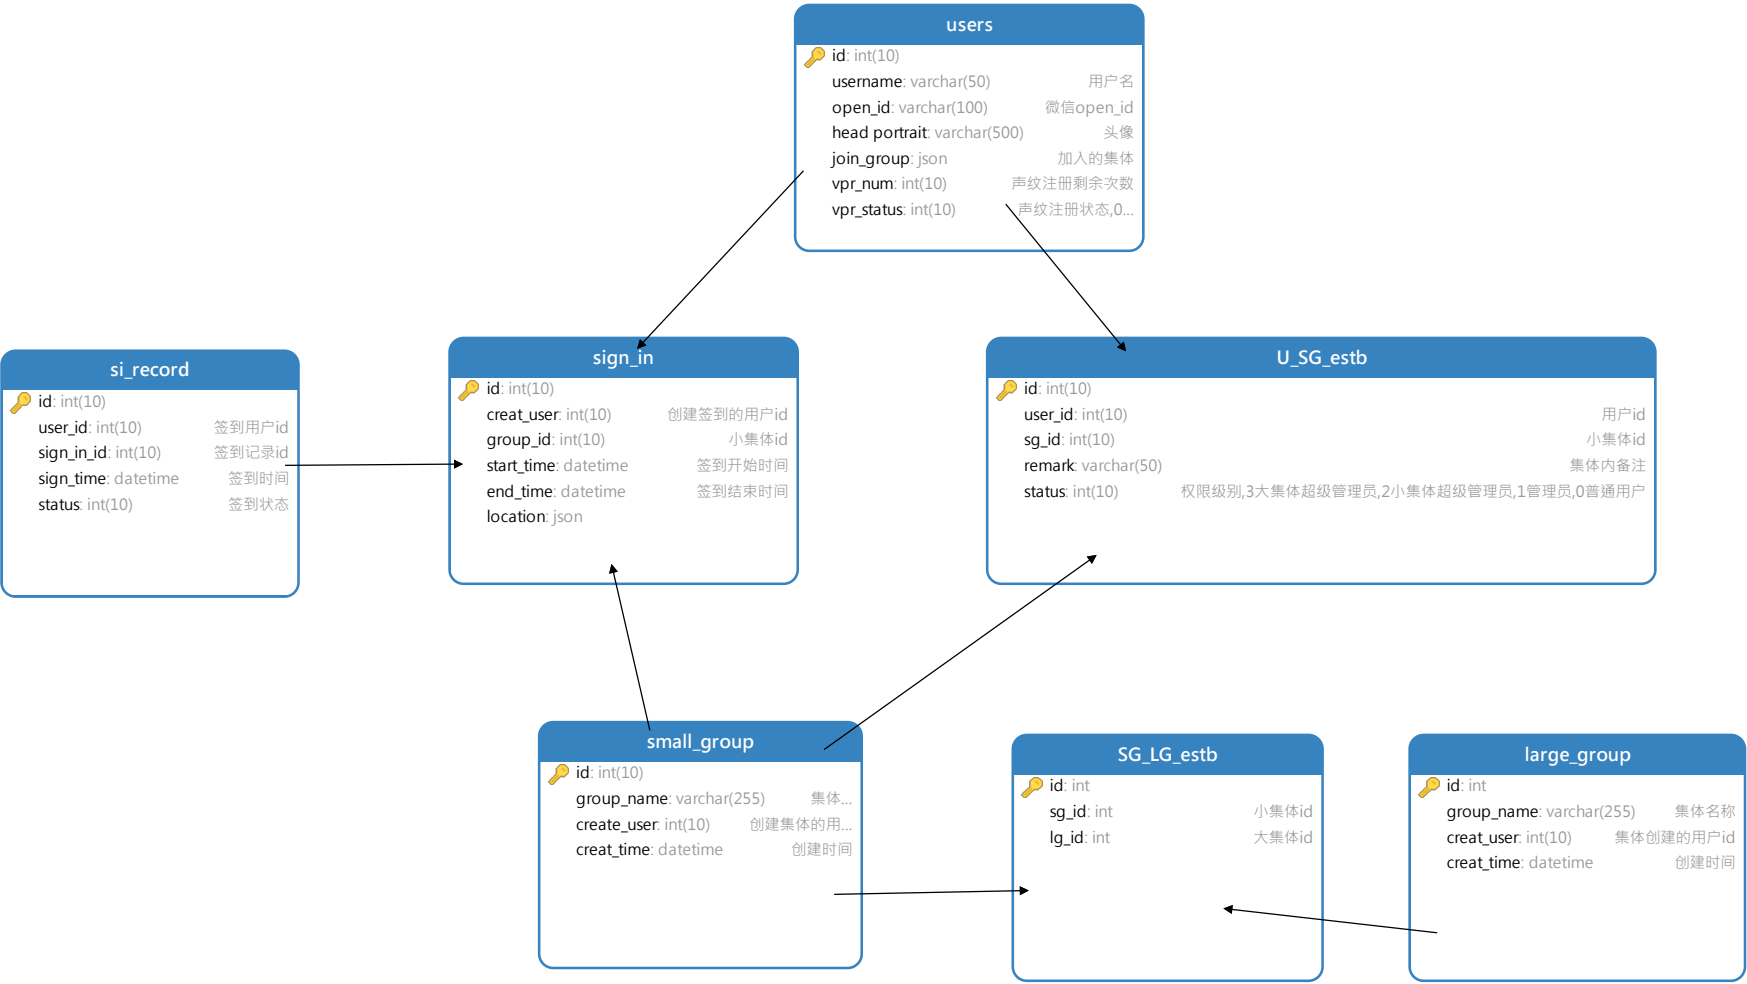 users
id: int(10)
username: varchar(50) 用户名
open_id: varchar(100) 微信open_id
head portrait: varchar(500) 头像
join_group: json 加入的集体
vpr_num: int(10) 声纹注册剩余次数
vpr_status: int(10) 声纹注册状态,0...
si_record
id: int(10)
user_id: int(10) 签到用户id
sign_in_id: int(10) 签到记录id
sign_time: datetime 签到时间
status: int(10) 签到状态
sign_in
id: int(10)
creat_user: int(10) 创建签到的用户id
group_id: int(10) 小集体id
start_time: datetime 签到开始时间
end_time: datetime 签到结束时间
location: json
U_SG_estb
id: int(10)
user_id: int(10) 用户id
sg_id: int(10) 小集体id
remark: varchar(50) 集体内备注
status: int(10) 权限级别,3大集体超级管理员,2小集体超级管理员,1管理员,0普通用户
small_group
id: int(10)
group_name: varchar(255) 集体...
create_user: int(10) 创建集体的用...
creat_time: datetime 创建时间
SG_LG_estb
id: int
sg_id: int 小集体id
lg_id: int 大集体id
large_group
id: int
group_name: varchar(255) 集体名称
creat_user: int(10) 集体创建的用户id
creat_time: datetime 创建时间